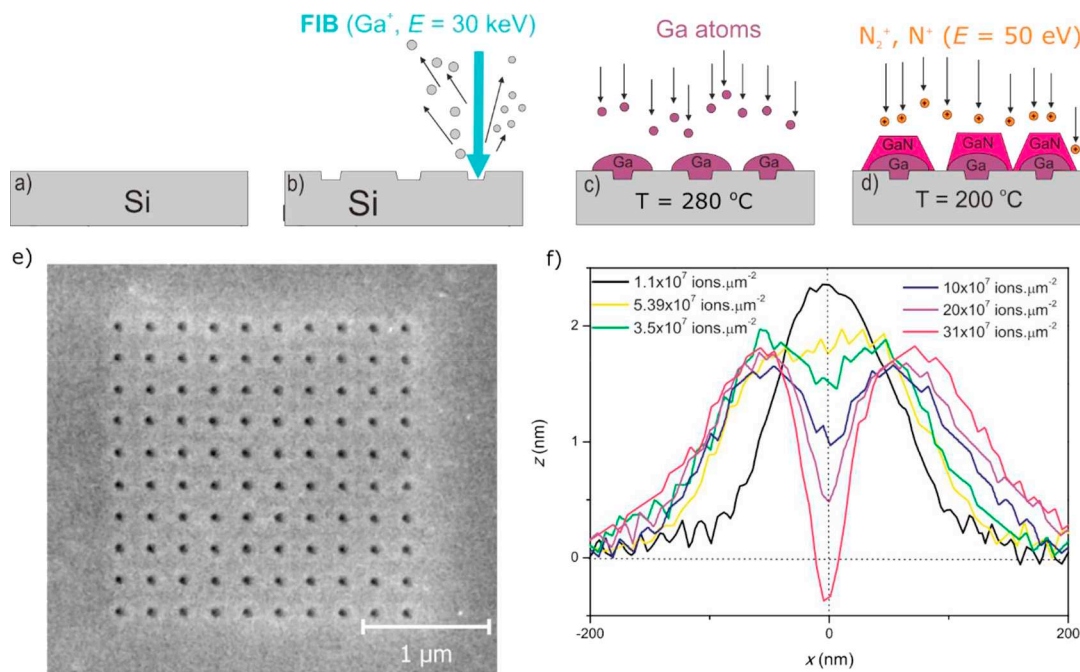 FIB (Ga⁺, E = 30 keV)
a)
Si
b)
Si
Ga atoms
Ga
Ga
Ga
c)
T = 280 °C
N₂⁺, N⁺ (E = 50 eV)
GaN
GaN
GaN
Ga
Ga
Ga
d)
T = 200 °C
e)
1 µm
f)
1.1x10⁷ ions.µm⁻²
5.39x10⁷ ions.µm⁻²
3.5x10⁷ ions.µm⁻²
10x10⁷ ions.µm⁻²
20x10⁷ ions.µm⁻²
31x10⁷ ions.µm⁻²
2
1
0
z (nm)
-200
-100
0
100
200
x (nm)